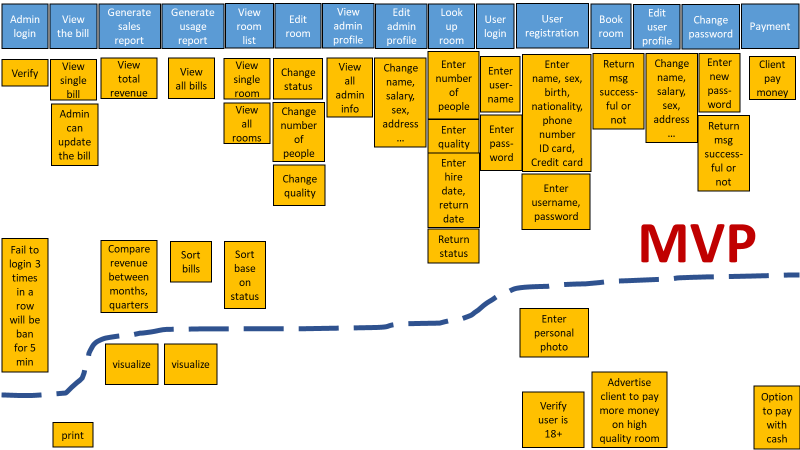 Admin
login
View
the bill
Generate
sales
report
Generate
usage
report
View
room
list
Edit
room
View
admin
profile
Edit
admin
profile
Look
up
room
User
login
User
registration
Book
room
Edit
user
profile
Change
password
Payment
Verify
View
single
bill
View
total
revenue
View
all bills
View
single
room
Change
status
View
all
admin
info
Change
name,
salary,
sex,
address
...
Enter
number
of
people
Enter
user-
name
Enter
name, sex,
birth,
nationality,
phone
number
ID card,
Credit card
Return
msg
success-
ful or
not
Change
name,
salary,
sex,
address
...
Enter
new
pass-
word
Client
pay
money
Admin
can
update
the bill
View
all
rooms
Change
number
of
people
Enter
quality
Enter
pass-
word
Return
msg
success-
ful or
not
Change
quality
Enter
hire
date,
return
date
Enter
username,
password
Return
status
MVP
Fail to
login 3
times
in a
row
will be
ban
for 5
min
Compare
revenue
between
months,
quarters
Sort
bills
Sort
base
on
status
Enter
personal
photo
visualize
visualize
print
Verify
user is
18+
Advertise
client to pay
more money
on high
quality room
Option
to pay
with
cash